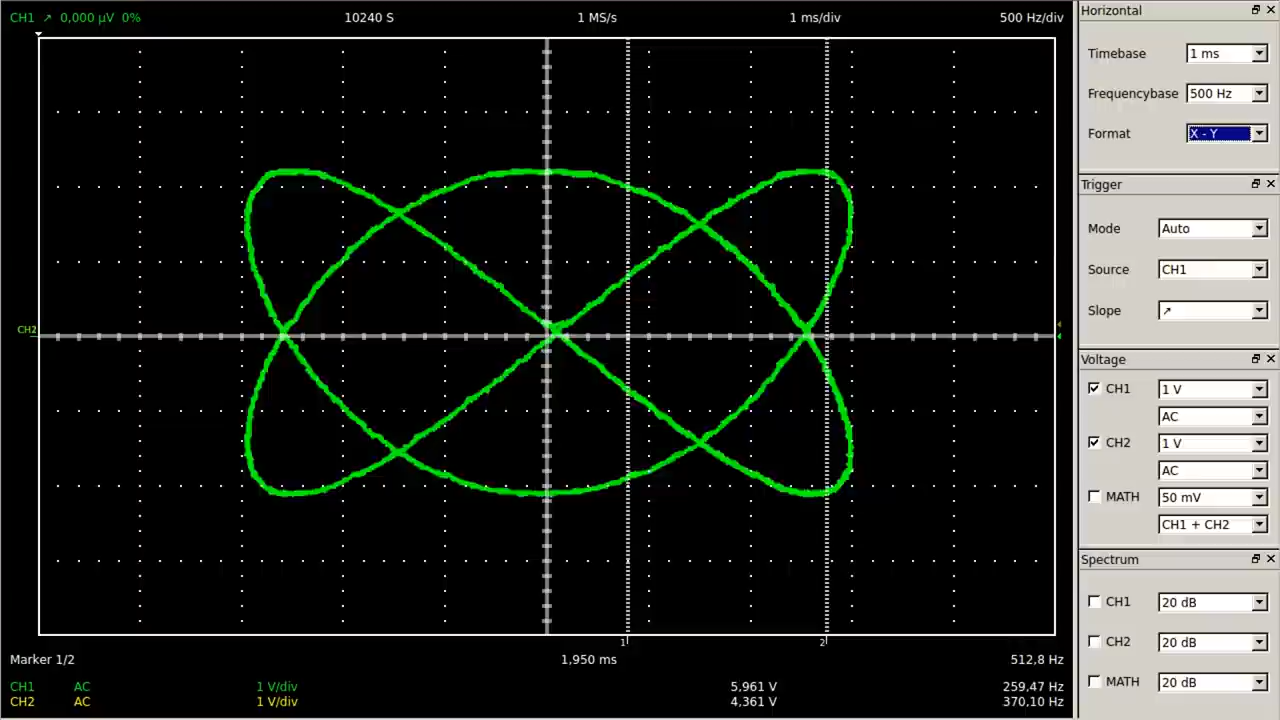 CH1 ↗ 0,000 µV 0% 10240 S 1 MS/s 1 ms/div 500 Hz/div
CH2
1 2
Marker 1/2 1,950 ms 512,8 Hz
CH1 AC 1 V/div 5,961 V 259,47 Hz
CH2 AC 1 V/div 4,361 V 370,10 Hz
Horizontal
Timebase 1 ms
Frequencybase 500 Hz
Format X - Y
Trigger
Mode Auto
Source CH1
Slope ↗
Voltage
CH1 1 V
AC
CH2 1 V
AC
MATH 50 mV
CH1 + CH2
Spectrum
CH1 20 dB
CH2 20 dB
MATH 20 dB